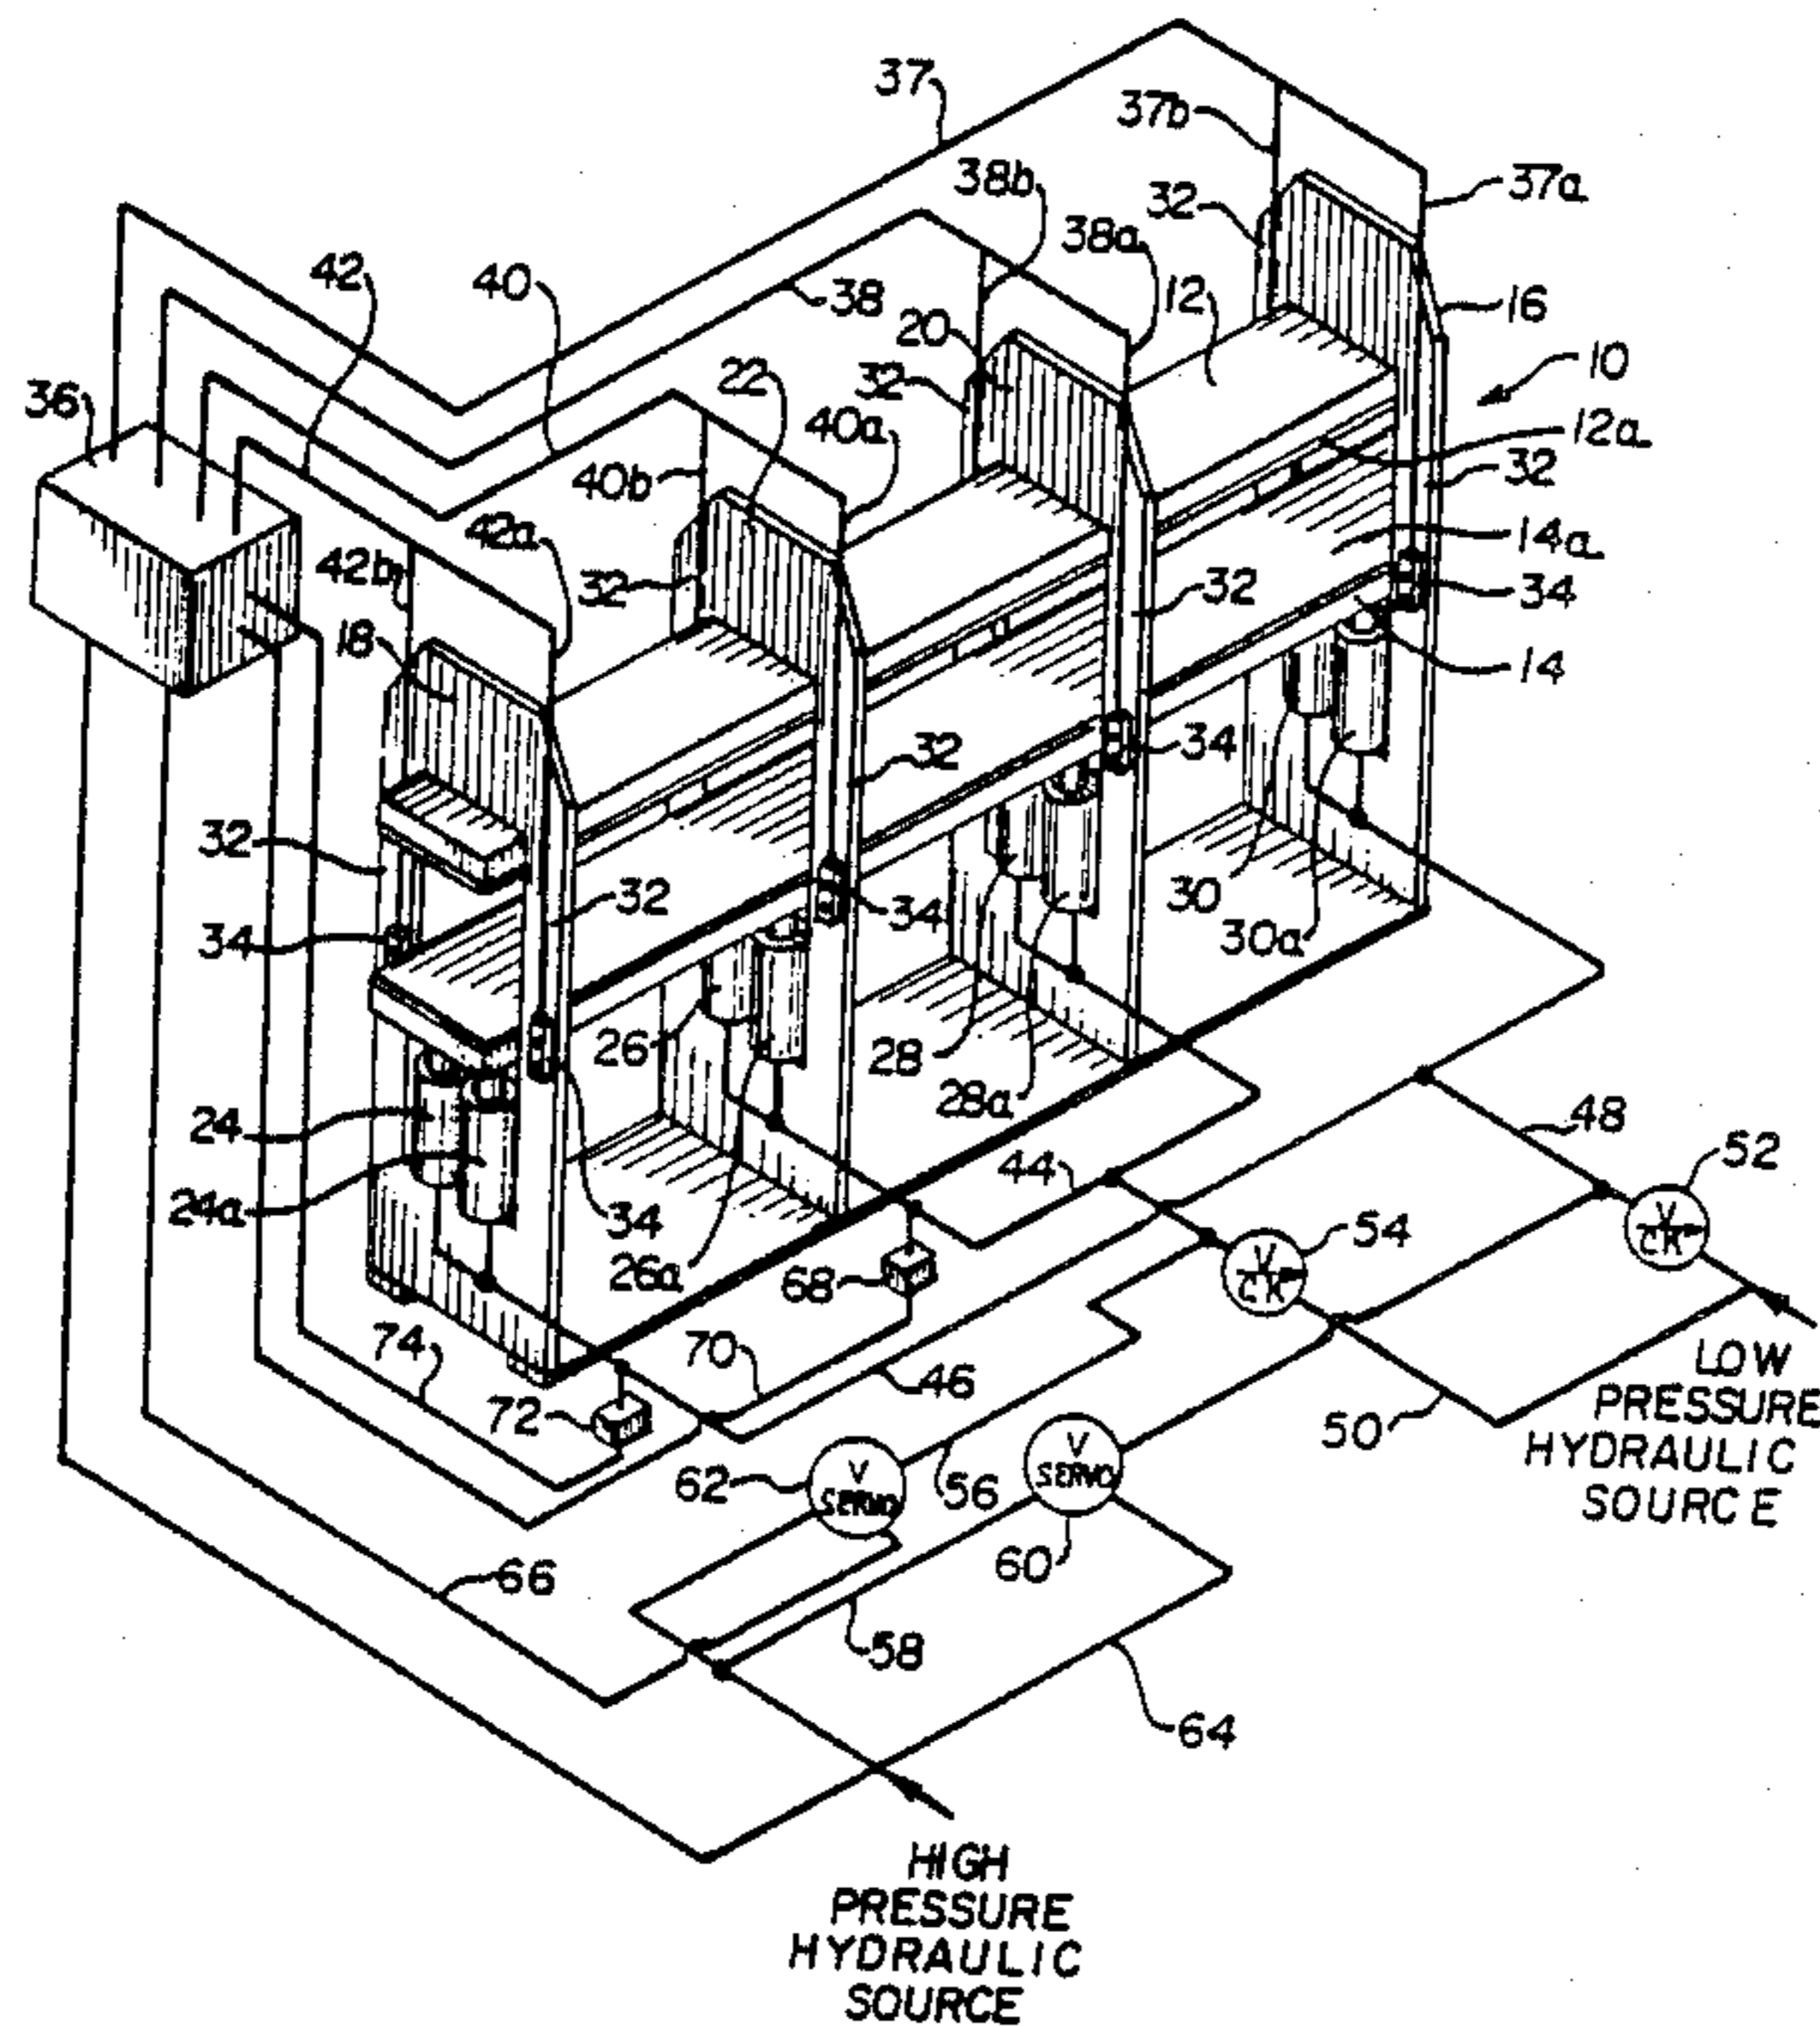 37
37b
38b
37a
32
38a
42
40
38
12
16
20
10
36
22
32
40a
12a
40b
32
42a
14a
42b
32
34
32
18
14
34
32
32
32
34
30
34
30a
26
28
24
28a
48
52
44
24a
34
54
26a
68
74
70
46
72
LOW
PRESSURE
HYDRAULIC
SOURCE
50
62
V
SERVO
56
V
SERVO
60
V
CK
V
CK
66
58
64
HIGH
PRESSURE
HYDRAULIC
SOURCE